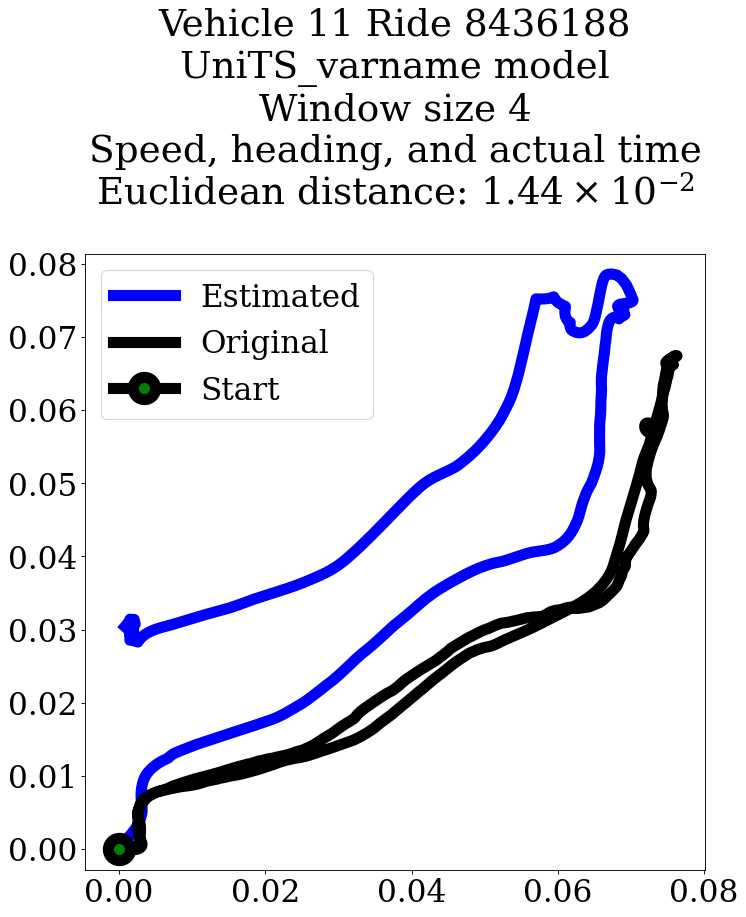 Vehicle 11 Ride 8436188
UniTS_varname model
Window size 4
Speed, heading, and actual time
Euclidean distance: 1.44 × 10⁻²
0.08
0.07
0.06
0.05
0.04
0.03
0.02
0.01
0.00
Estimated
Original
Start
0.00 0.02 0.04 0.06 0.08